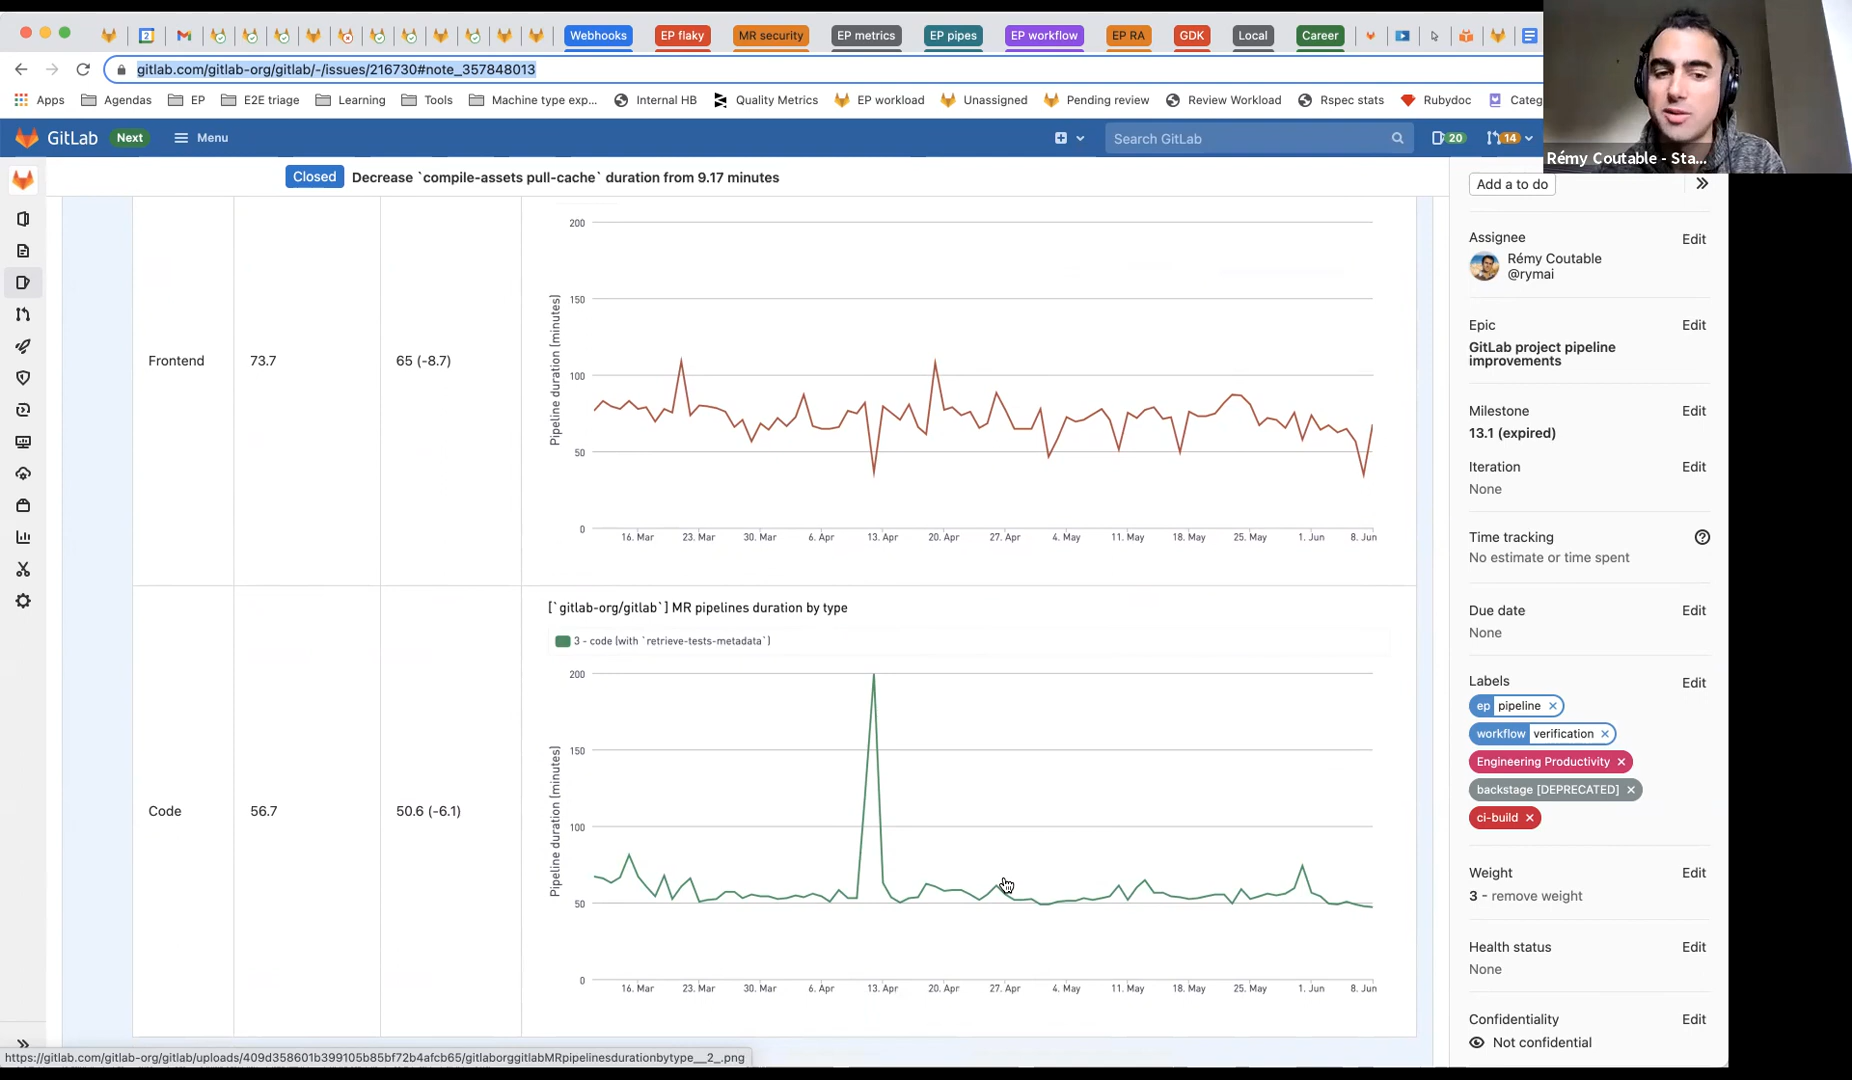 2
Webhooks
EP flaky
MR security
EP metrics
EP pipes
EP workflow
EP RA
GDK
Local
Career
gitlab.com/gitlab-org/gitlab/-/issues/216730#note_357848013
Apps
Agendas
EP
E2E triage
Learning
Tools
Machine type exp...
Internal HB
Quality Metrics
EP workload
Unassigned
Pending review
Review Workload
Rspec stats
Rubydoc
Categ
GitLab
Next
Menu
Search GitLab
20
14
Rémy Coutable - Sta...
Closed
Decrease `compile-assets pull-cache` duration from 9.17 minutes
Add a to do
Frontend
73.7
65 (-8.7)
Pipeline duration [minutes]
200
150
100
50
0
16. Mar
23. Mar
30. Mar
6. Apr
13. Apr
20. Apr
27. Apr
4. May
11. May
18. May
25. May
1. Jun
8. Jun
Code
56.7
50.6 (-6.1)
[`gitlab-org/gitlab`] MR pipelines duration by type
3 - code [with `retrieve-tests-metadata`]
Pipeline duration [minutes]
200
150
100
50
0
16. Mar
23. Mar
30. Mar
6. Apr
13. Apr
20. Apr
27. Apr
4. May
11. May
18. May
25. May
1. Jun
8. Jun
Assignee
Edit
Rémy Coutable
@rymai
Epic
Edit
GitLab project pipeline
improvements
Milestone
Edit
13.1 (expired)
Iteration
Edit
None
Time tracking
No estimate or time spent
Due date
Edit
None
Labels
Edit
ep pipeline
workflow verification
Engineering Productivity
backstage [DEPRECATED]
ci-build
Weight
Edit
3 - remove weight
Health status
Edit
None
Confidentiality
Edit
Not confidential
https://gitlab.com/gitlab-org/gitlab/uploads/409d358601b399105b85bf72b4afcb65/gitlaborggitlabMRpipelinesdurationbytype__2_.png